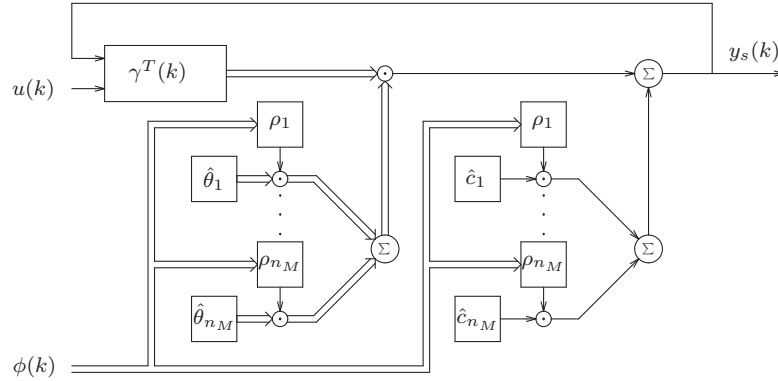 y_s(k)
γ^T(k)
Σ
u(k)
ρ_1
ρ_1
θ̂_1
ĉ_1
Σ
Σ
ρ_{n_M}
ρ_{n_M}
θ̂_{n_M}
ĉ_{n_M}
ϕ(k)